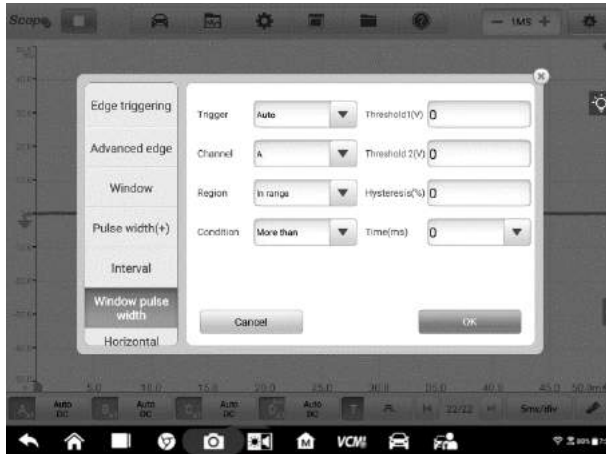 Scope
1MS
Edge triggering
Advanced edge
Window
Pulse width(+)
Interval
Window pulse
width
Horizontal
Trigger
Auto
Threshold1(V)
0
Channel
A
Threshold 2(V)
0
Region
In range
Hysteresis(%)
0
Condition
More than
Time(ms)
0
Cancel
OK
5.0
10.0
15.0
20.0
25.0
30.0
35.0
40.0
45.0
50.0ms
Auto
DC
Auto
DC
Auto
DC
Auto
DC
T
22/22
5ms/div
VCMI